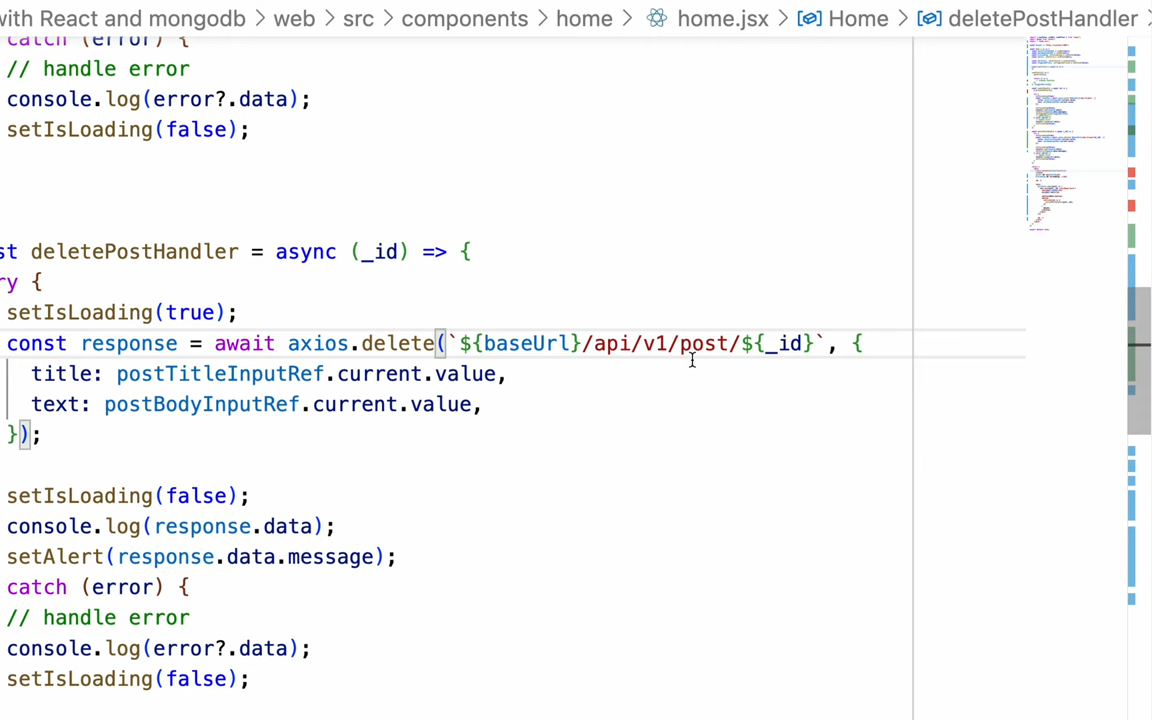 with React and mongodb > web > src > components > home > home.jsx > Home > deletePostHandler >
catch (error) {
// handle error
console.log(error?.data);
setIsLoading(false);
st deletePostHandler = async (_id) => {
ry {
setIsLoading(true);
const response = await axios.delete(`${baseUrl}/api/v1/post/${_id}`, {
title: postTitleInputRef.current.value,
text: postBodyInputRef.current.value,
});
setIsLoading(false);
console.log(response.data);
setAlert(response.data.message);
catch (error) {
// handle error
console.log(error?.data);
setIsLoading(false);